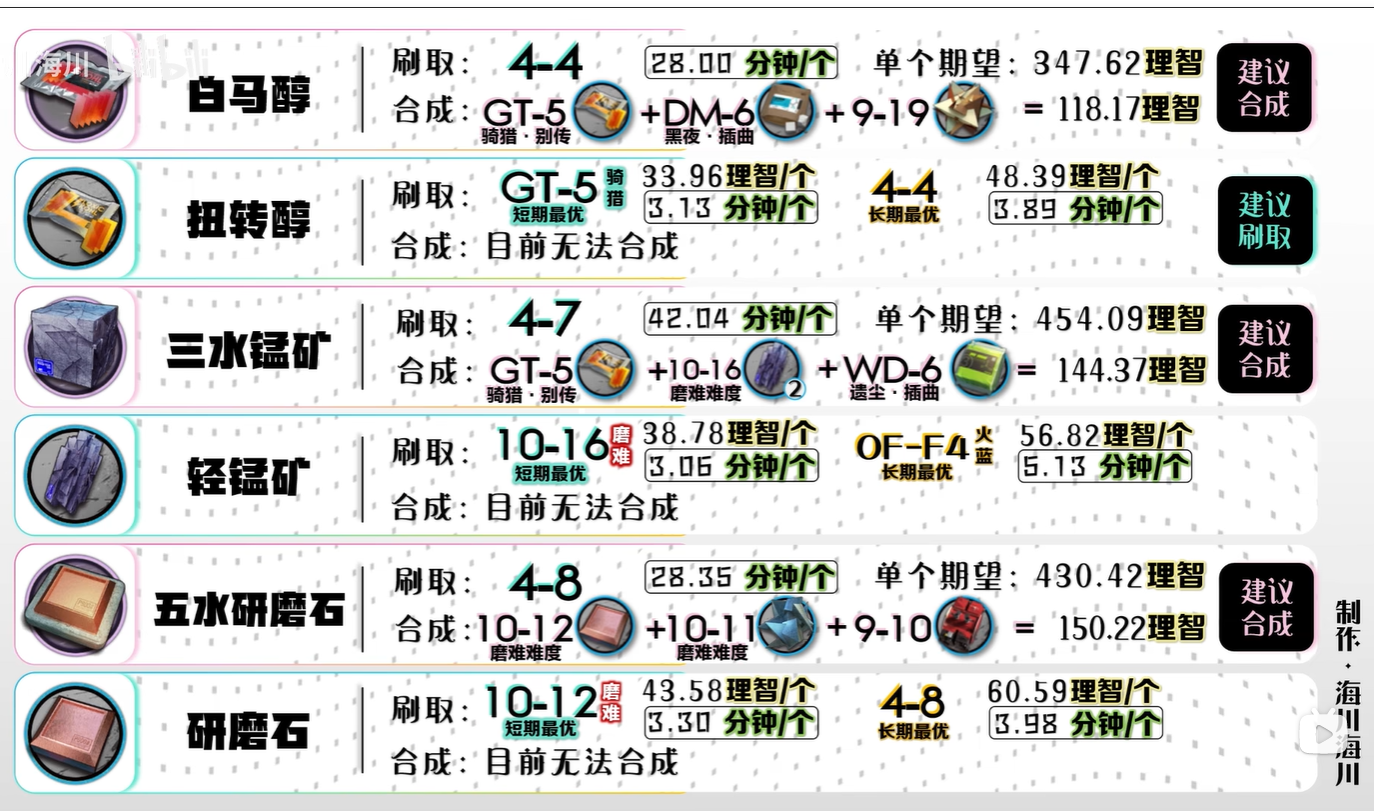 海川 bilibili
白马醇
刷取: 4-4 28.00 分钟/个 单个期望: 347.62理智
合成: GT-5 +DM-6 +9-19 = 118.17理智
骑猎·别传 黑夜·插曲
建议
合成
扭转醇
刷取: GT-5 骑猎 33.96理智/个 4-4 48.39理智/个
短期最优 3.13 分钟/个 长期最优 3.89 分钟/个
合成: 目前无法合成
建议
刷取
三水锰矿
刷取: 4-7 42.04 分钟/个 单个期望: 454.09理智
合成: GT-5 +10-16 2 +WD-6 = 144.37理智
骑猎·别传 磨难难度 遗尘·插曲
建议
合成
轻锰矿
刷取: 10-16 磨难 38.78理智/个 OF-F4 火蓝 56.82理智/个
短期最优 3.06 分钟/个 长期最优 5.13 分钟/个
合成: 目前无法合成
五水研磨石
刷取: 4-8 28.35 分钟/个 单个期望: 430.42理智
合成:10-12 +10-11 +9-10 = 150.22理智
磨难难度 磨难难度
建议
合成
研磨石
刷取: 10-12 磨难 43.58理智/个 4-8 60.59理智/个
短期最优 3.30 分钟/个 长期最优 3.98 分钟/个
合成: 目前无法合成
制作·海川海川